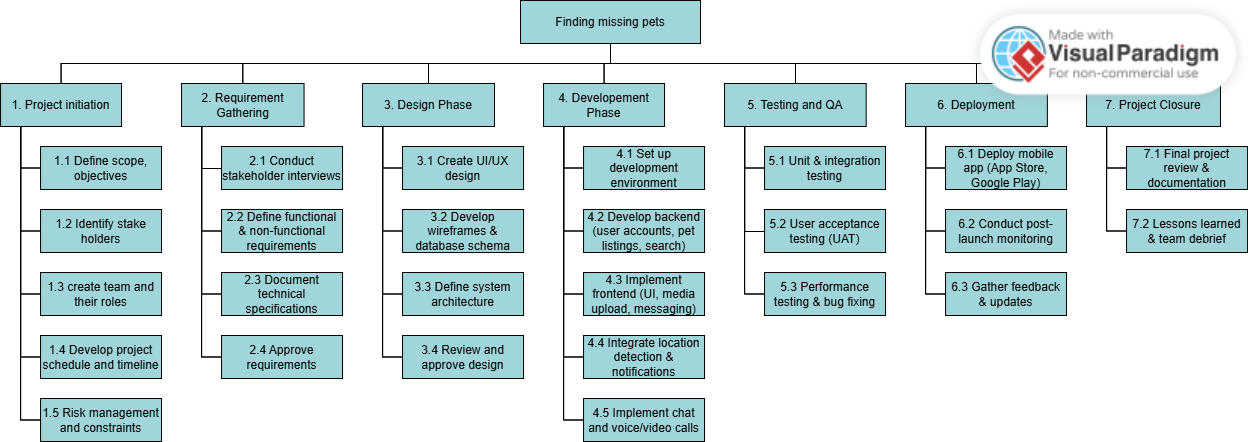 Finding missing pets
Made with
Visual Paradigm
For non-commercial use
1. Project initiation
1.1 Define scope,
objectives
1.2 Identify stake
holders
1.3 create team and
their roles
1.4 Develop project
schedule and timeline
1.5 Risk management
and constraints
2. Requirement
Gathering
2.1 Conduct
stakeholder interviews
2.2 Define functional
& non-functional
requirements
2.3 Document
technical
specifications
2.4 Approve
requirements
3. Design Phase
3.1 Create UI/UX
design
3.2 Develop
wireframes &
database schema
3.3 Define system
architecture
3.4 Review and
approve design
4. Developement
Phase
4.1 Set up
development
environment
4.2 Develop backend
(user accounts, pet
listings, search)
4.3 Implement
frontend (UI, media
upload, messaging)
4.4 Integrate location
detection &
notifications
4.5 Implement chat
and voice/video calls
5. Testing and QA
5.1 Unit & integration
testing
5.2 User acceptance
testing (UAT)
5.3 Performance
testing & bug fixing
6. Deployment
6.1 Deploy mobile
app (App Store,
Google Play)
6.2 Conduct post-
launch monitoring
6.3 Gather feedback
& updates
7. Project Closure
7.1 Final project
review &
documentation
7.2 Lessons learned
& team debrief